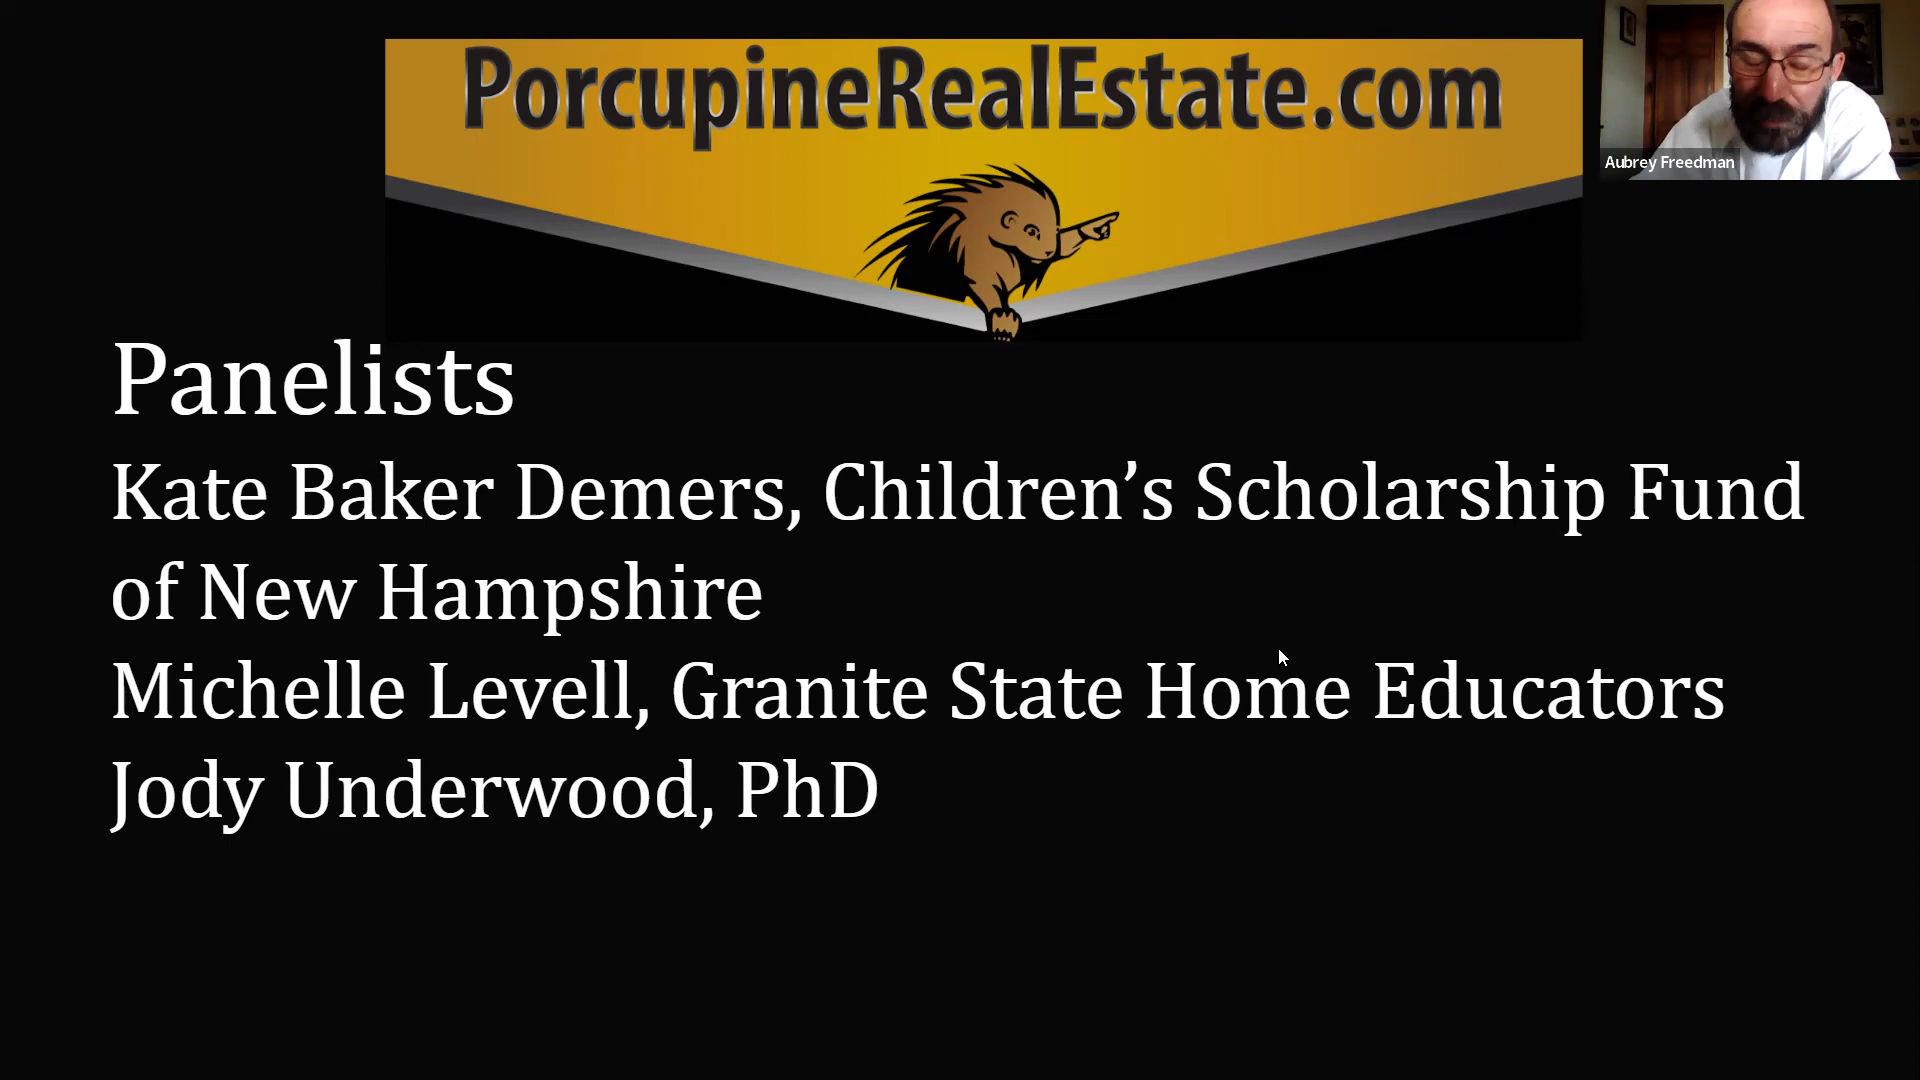 PorcupineRealEstate.com
Aubrey Freedman
Panelists
Kate Baker Demers, Children’s Scholarship Fund
of New Hampshire
Michelle Levell, Granite State Home Educators
Jody Underwood, PhD